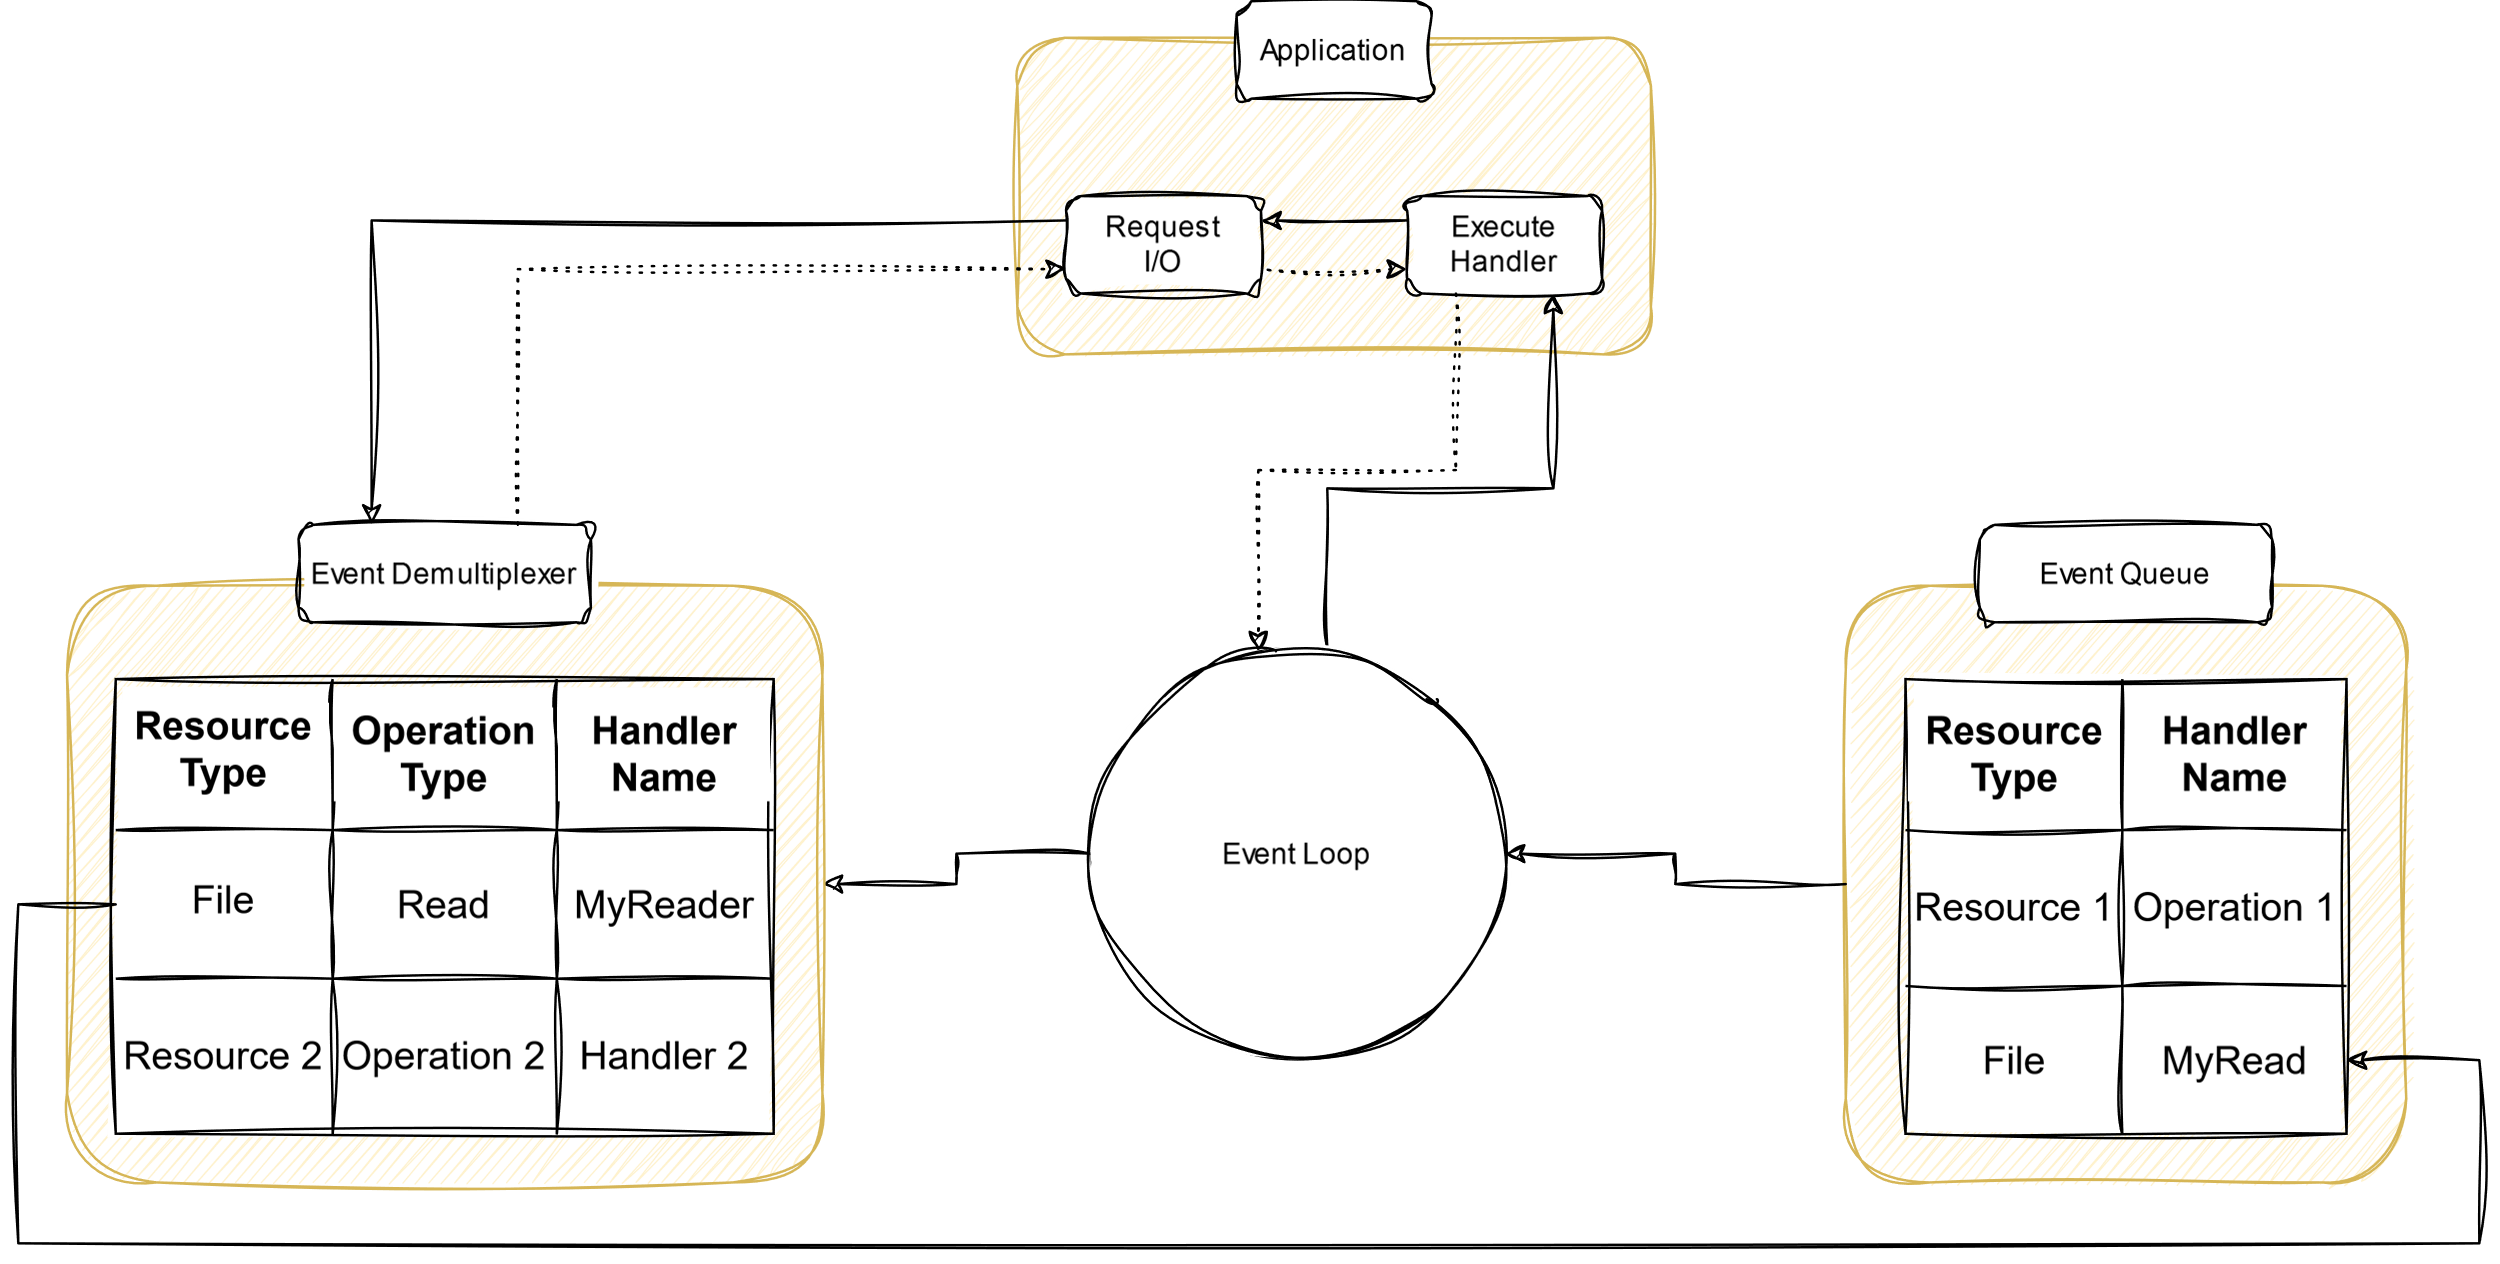 Application
Request
I/O
Execute
Handler
Event Demultiplexer
Resource
Type
Operation
Type
Handler
Name
File
Read
MyReader
Resource 2
Operation 2
Handler 2
Event Loop
Event Queue
Resource
Type
Handler
Name
Resource 1
Operation 1
File
MyRead